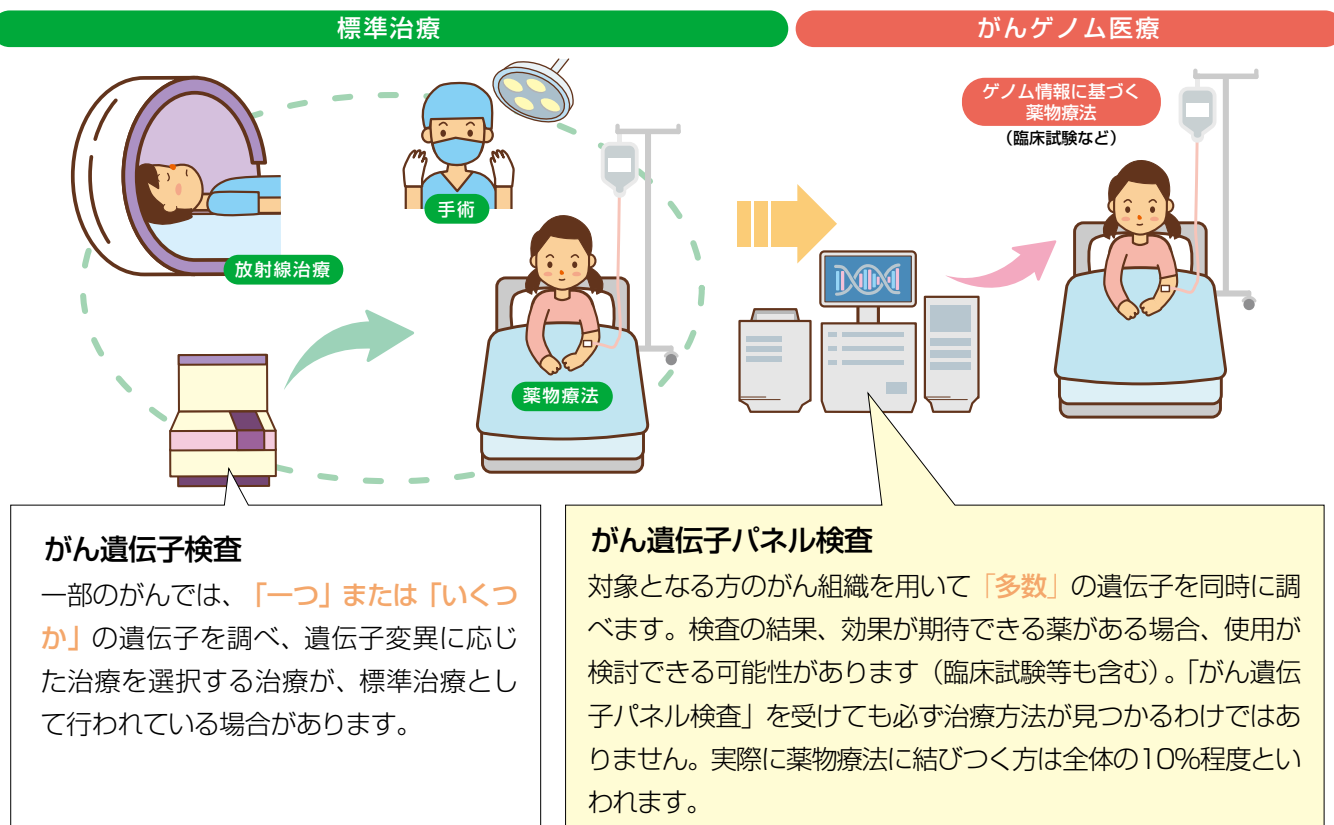 標準治療
がんゲノム医療
ゲノム情報に基づく
薬物療法
（臨床試験など）
手術
放射線治療
薬物療法
がん遺伝子検査
一部のがんでは、「一つ」または「いくつ
か」の遺伝子を調べ、遺伝子変異に応じ
た治療を選択する治療が、標準治療とし
て行われている場合があります。
がん遺伝子パネル検査
対象となる方のがん組織を用いて「多数」の遺伝子を同時に調
べます。検査の結果、効果が期待できる薬がある場合、使用が
検討できる可能性があります（臨床試験等も含む）。「がん遺伝
子パネル検査」を受けても必ず治療方法が見つかるわけではあ
りません。実際に薬物療法に結びつく方は全体の10%程度とい
われます。